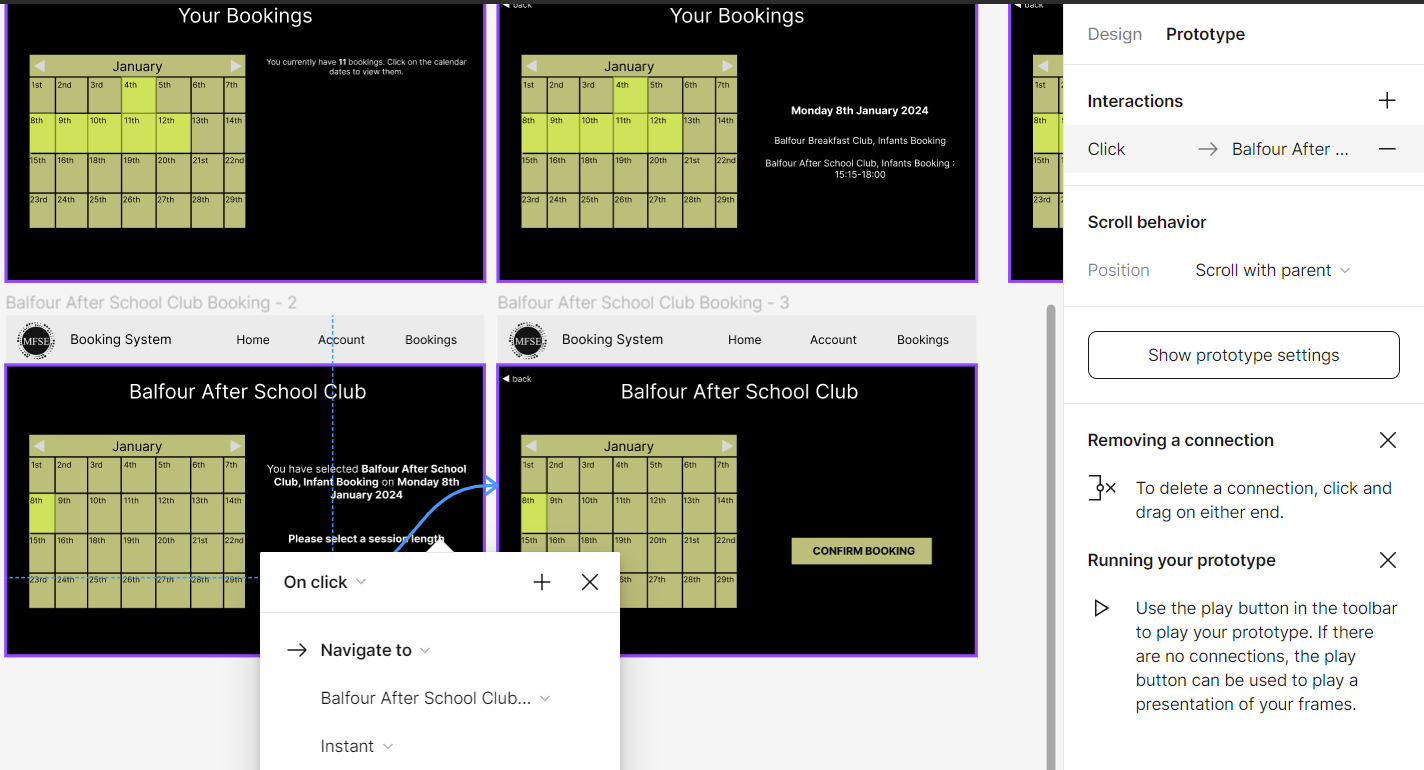 back
Your Bookings
January
1st 2nd 3rd 4th 5th 6th 7th
8th 9th 10th 11th 12th 13th 14th
15th 16th 18th 19th 20th 21st 22nd
23rd 24th 25th 26th 27th 28th 29th
You currently have 11 bookings. Click on the calendar
dates to view them.
back
Your Bookings
January
1st 2nd 3rd 4th 5th 6th 7th
8th 9th 10th 11th 12th 13th 14th
15th 16th 18th 19th 20th 21st 22nd
23rd 24th 25th 26th 27th 28th 29th
Monday 8th January 2024
Balfour Breakfast Club, Infants Booking
Balfour After School Club, Infants Booking :
15:15-18:00
back
1st 2nd
8th 9th
15th 16th
23rd 24th
Balfour After School Club Booking - 2
MFSE
Booking System
Home
Account
Bookings
Balfour After School Club
January
1st 2nd 3rd 4th 5th 6th 7th
8th 9th 10th 11th 12th 13th 14th
15th 16th 18th 19th 20th 21st 22nd
23rd 24th 25th 26th 27th 28th 29th
You have selected Balfour After School
Club, Infant Booking on Monday 8th
January 2024
Please select a session length
Balfour After School Club Booking - 3
MFSE
Booking System
Home
Account
Bookings
back
Balfour After School Club
January
1st 2nd 3rd 4th 5th 6th 7th
8th 9th 10th 11th 12th 13th 14th
15th 16th 18th 19th 20th 21st 22nd
26th 27th 28th 29th
CONFIRM BOOKING
On click
Navigate to
Balfour After School Club...
Instant
Design
Prototype
Interactions
Click
Balfour After ...
Scroll behavior
Position
Scroll with parent
Show prototype settings
Removing a connection
To delete a connection, click and
drag on either end.
Running your prototype
Use the play button in the toolbar
to play your prototype. If there
are no connections, the play
button can be used to play a
presentation of your frames.